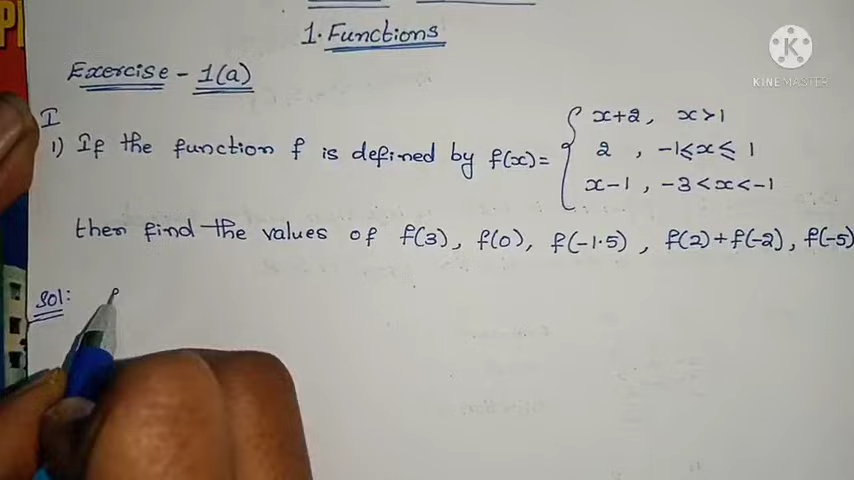 1. Functions
KINEMASTER
Exercise - 1(a)
I
1) If the function f is defined by f(x)= { x+2, x>1
2 , -1≤x≤1
x-1, -3<x<-1
then find the values of f(3), f(0), f(-1.5), f(2)+f(-2), f(-5)
Sol: